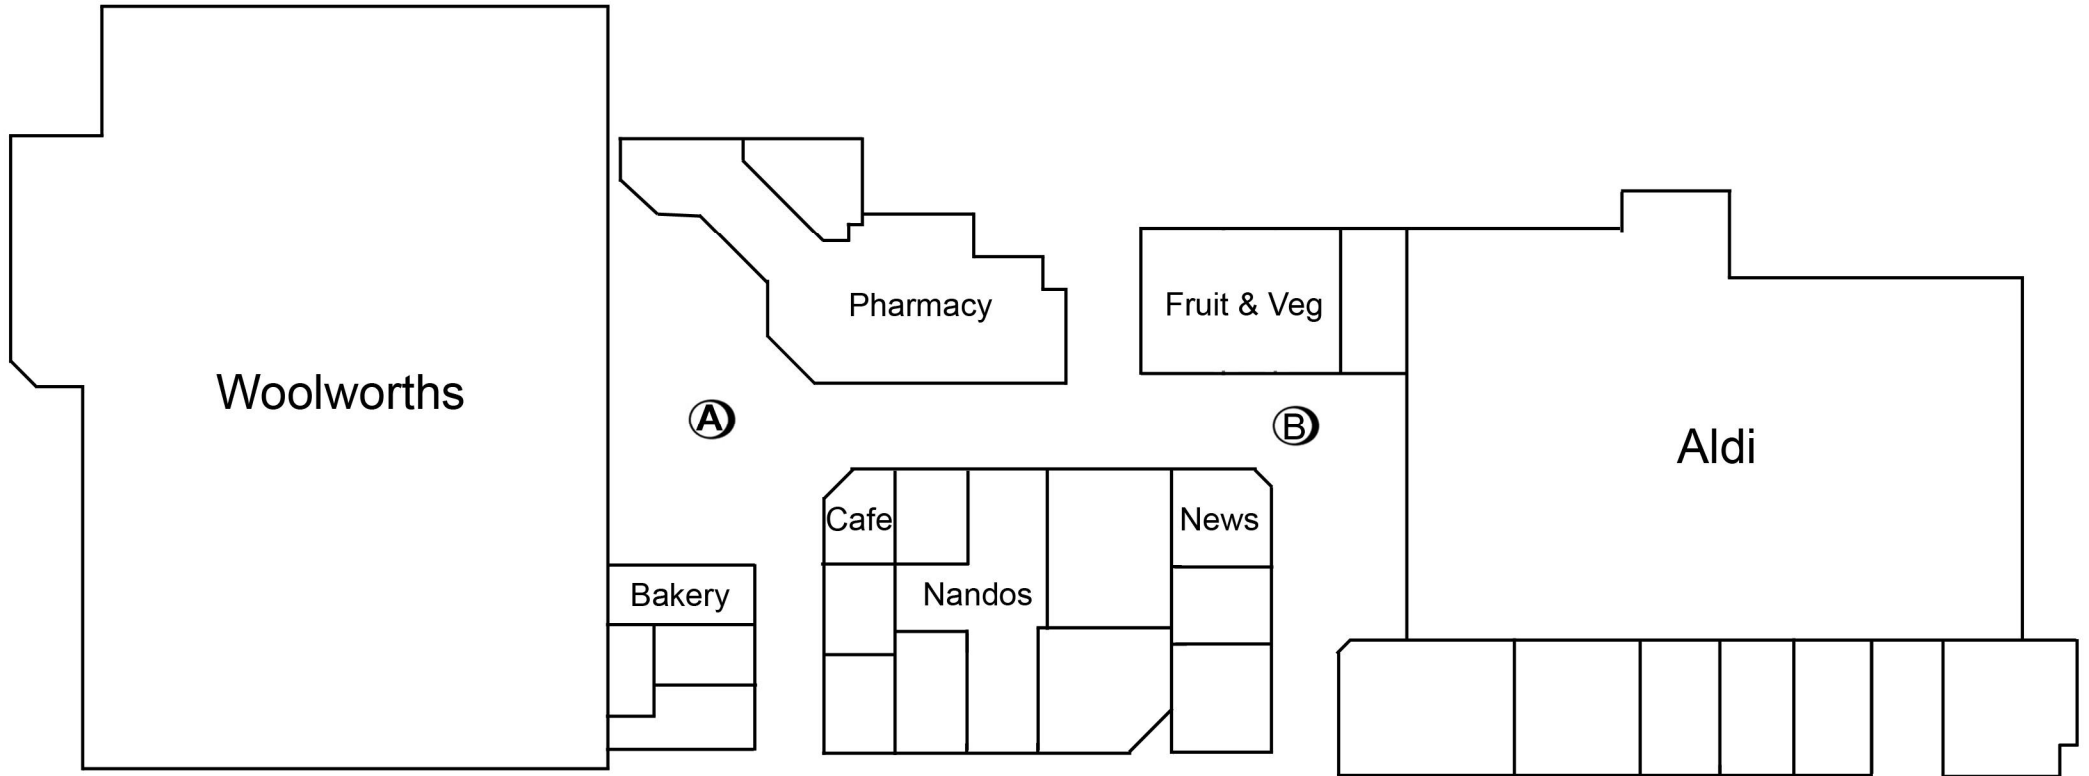 Pharmacy
Fruit & Veg
Woolworths
A
B
Aldi
Cafe
News
Bakery
Nandos